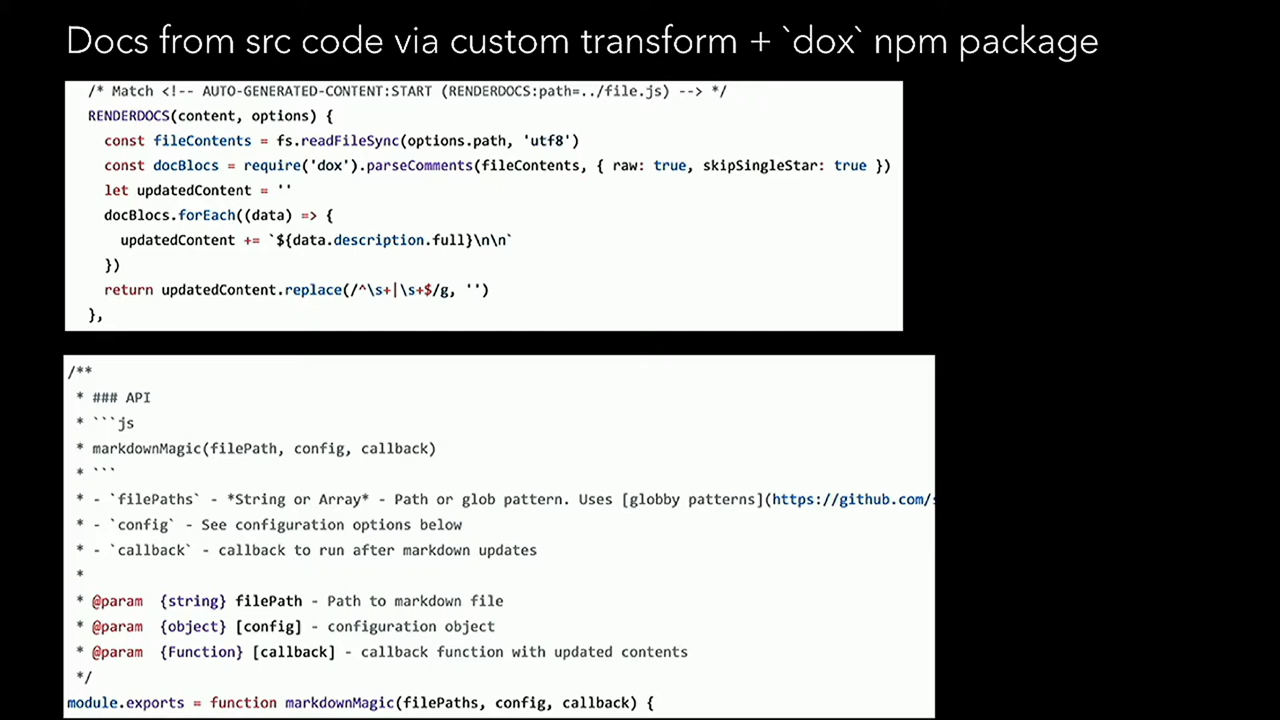 Docs from src code via custom transform + `dox` npm package
/* Match <!-- AUTO-GENERATED-CONTENT:START (RENDERDOCS:path=../file.js) --> */
RENDERDOCS(content, options) {
const fileContents = fs.readFileSync(options.path, 'utf8')
const docBlocs = require('dox').parseComments(fileContents, { raw: true, skipSingleStar: true })
let updatedContent = ''
docBlocs.forEach((data) => {
updatedContent += `${data.description.full}\n\n`
})
return updatedContent.replace(/^\s+|\s+$/g, '')
},
/**
* ### API
* ```js
* markdownMagic(filePath, config, callback)
* ```
* - `filePaths` - *String or Array* - Path or glob pattern. Uses [globby patterns](https://github.com/
* - `config` - See configuration options below
* - `callback` - callback to run after markdown updates
*
* @param {string} filePath - Path to markdown file
* @param {object} [config] - configuration object
* @param {Function} [callback] - callback function with updated contents
*/
module.exports = function markdownMagic(filePaths, config, callback) {